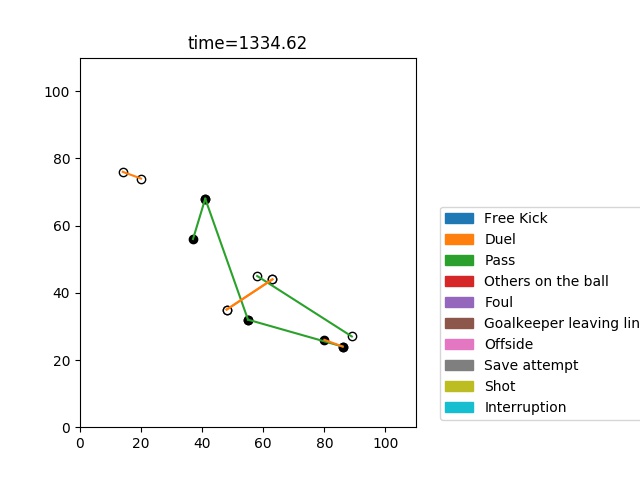 time=1334.62
100
80
60
40
20
0
0 20 40 60 80 100
Free Kick
Duel
Pass
Others on the ball
Foul
Goalkeeper leaving lin
Offside
Save attempt
Shot
Interruption